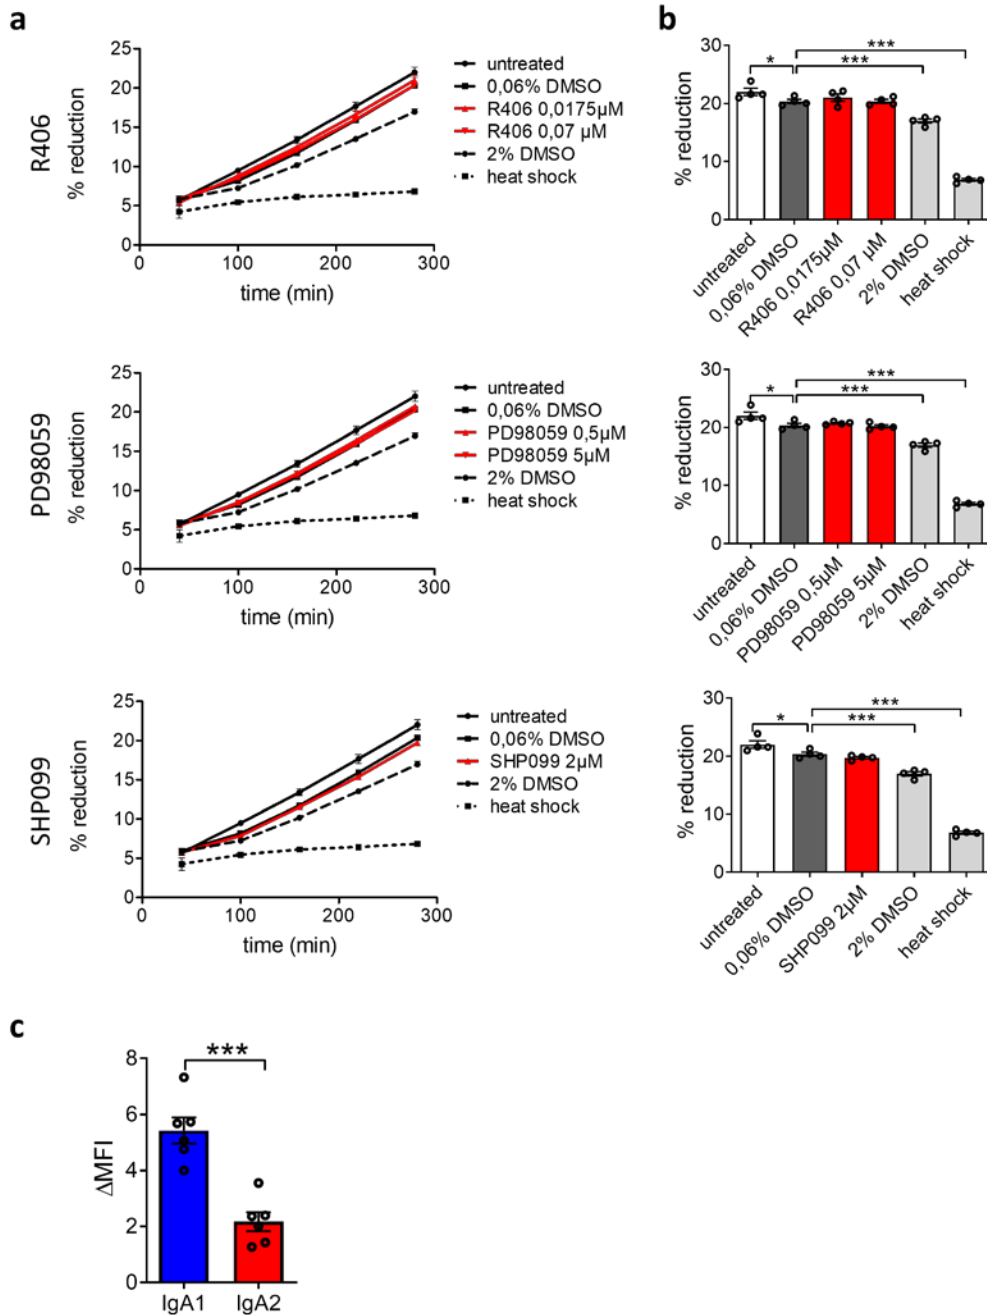 a
R406
% reduction
25
20
15
10
5
0
0
100
200
300
time (min)
untreated
0,06% DMSO
R406 0,0175µM
R406 0,07 µM
2% DMSO
heat shock
b
% reduction
30
20
10
0
*
***
***
untreated
0,06% DMSO
R406 0,0175µM
R406 0,07 µM
2% DMSO
heat shock
PD98059
% reduction
25
20
15
10
5
0
0
100
200
300
time (min)
untreated
0,06% DMSO
PD98059 0,5µM
PD98059 5µM
2% DMSO
heat shock
% reduction
30
20
10
0
*
***
***
untreated
0,06% DMSO
PD98059 0,5µM
PD98059 5µM
2% DMSO
heat shock
SHP099
% reduction
25
20
15
10
5
0
0
100
200
300
time (min)
untreated
0,06% DMSO
SHP099 2µM
2% DMSO
heat shock
% reduction
30
20
10
0
*
***
***
untreated
0,06% DMSO
SHP099 2µM
2% DMSO
heat shock
c
ΔMFI
8
6
4
2
0
***
IgA1
IgA2